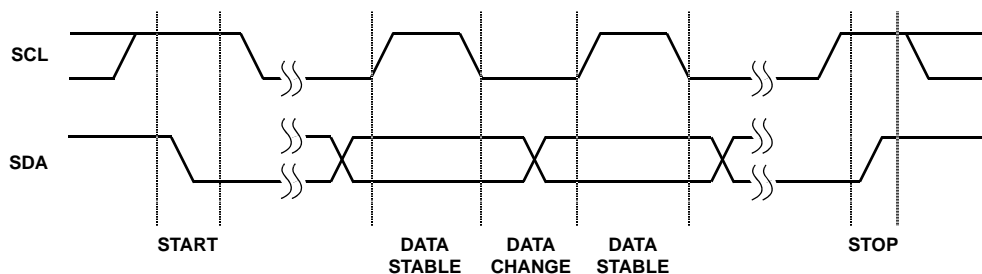 SCL
SDA
START
DATA
STABLE
DATA
CHANGE
DATA
STABLE
STOP